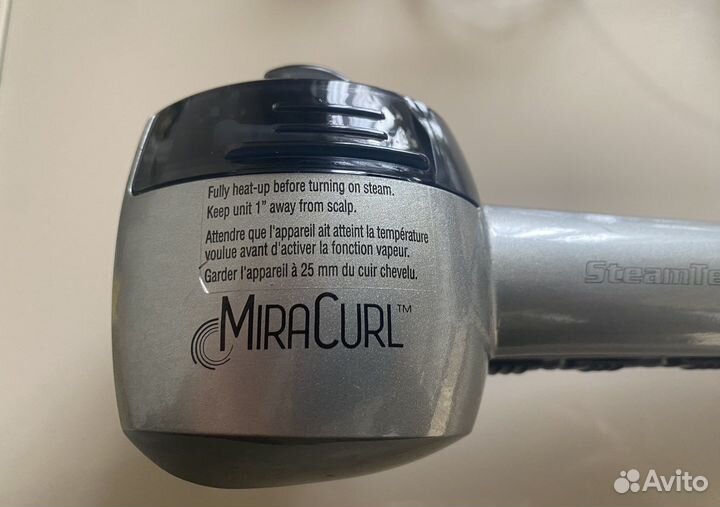 Fully heat-up before turning on steam.
Keep unit 1" away from scalp.
Attendre que l'appareil ait atteint la température
voulue avant d'activer la fonction vapeur.
Garder l'appareil à 25 mm du cuir chevelu.
MIRACURL™
SteamTe
Avito